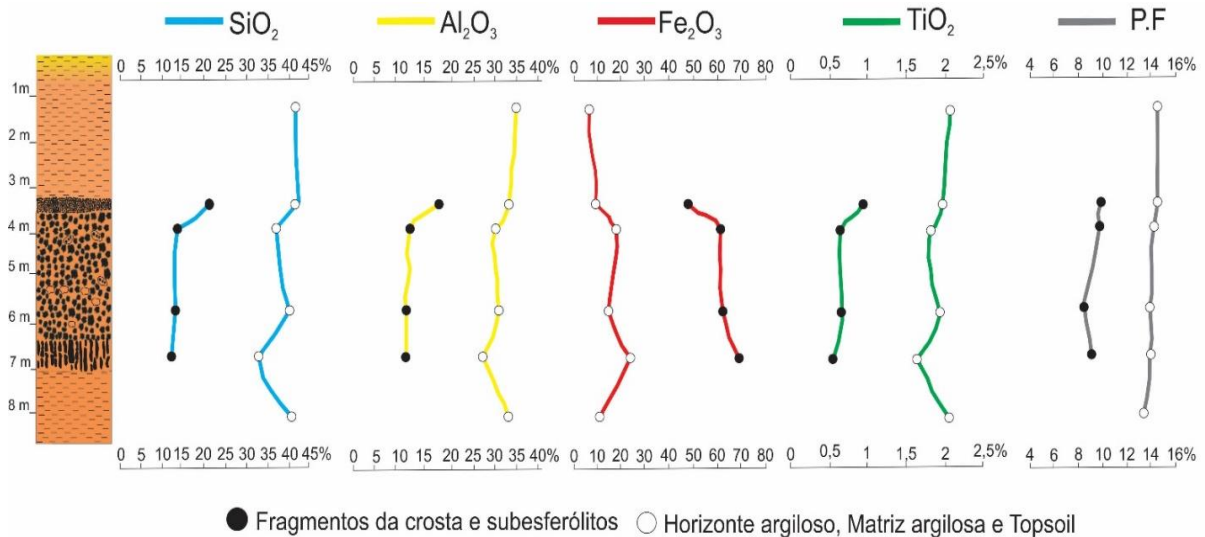 SiO₂ Al₂O₃ Fe₂O₃ TiO₂ P.F
0 5 10 15 20 30 40 45% 0 5 10 15 20 25 30 35 40% 0 10 20 30 40 50 60 70 80 0 0,5 1 1,5 2 2,5% 4 6 8 10 12 14 16%
1m
2 m
3 m
4 m
5 m
6 m
7 m
8 m
0 5 10 15 20 30 40 45% 0 5 10 15 20 25 30 35 40% 0 10 20 30 40 50 60 70 80 0 0,5 1 1,5 2 2,5% 4 6 8 10 12 14 16%
Fragmentos da crosta e subesferólitos Horizonte argiloso, Matriz argilosa e Topsoil